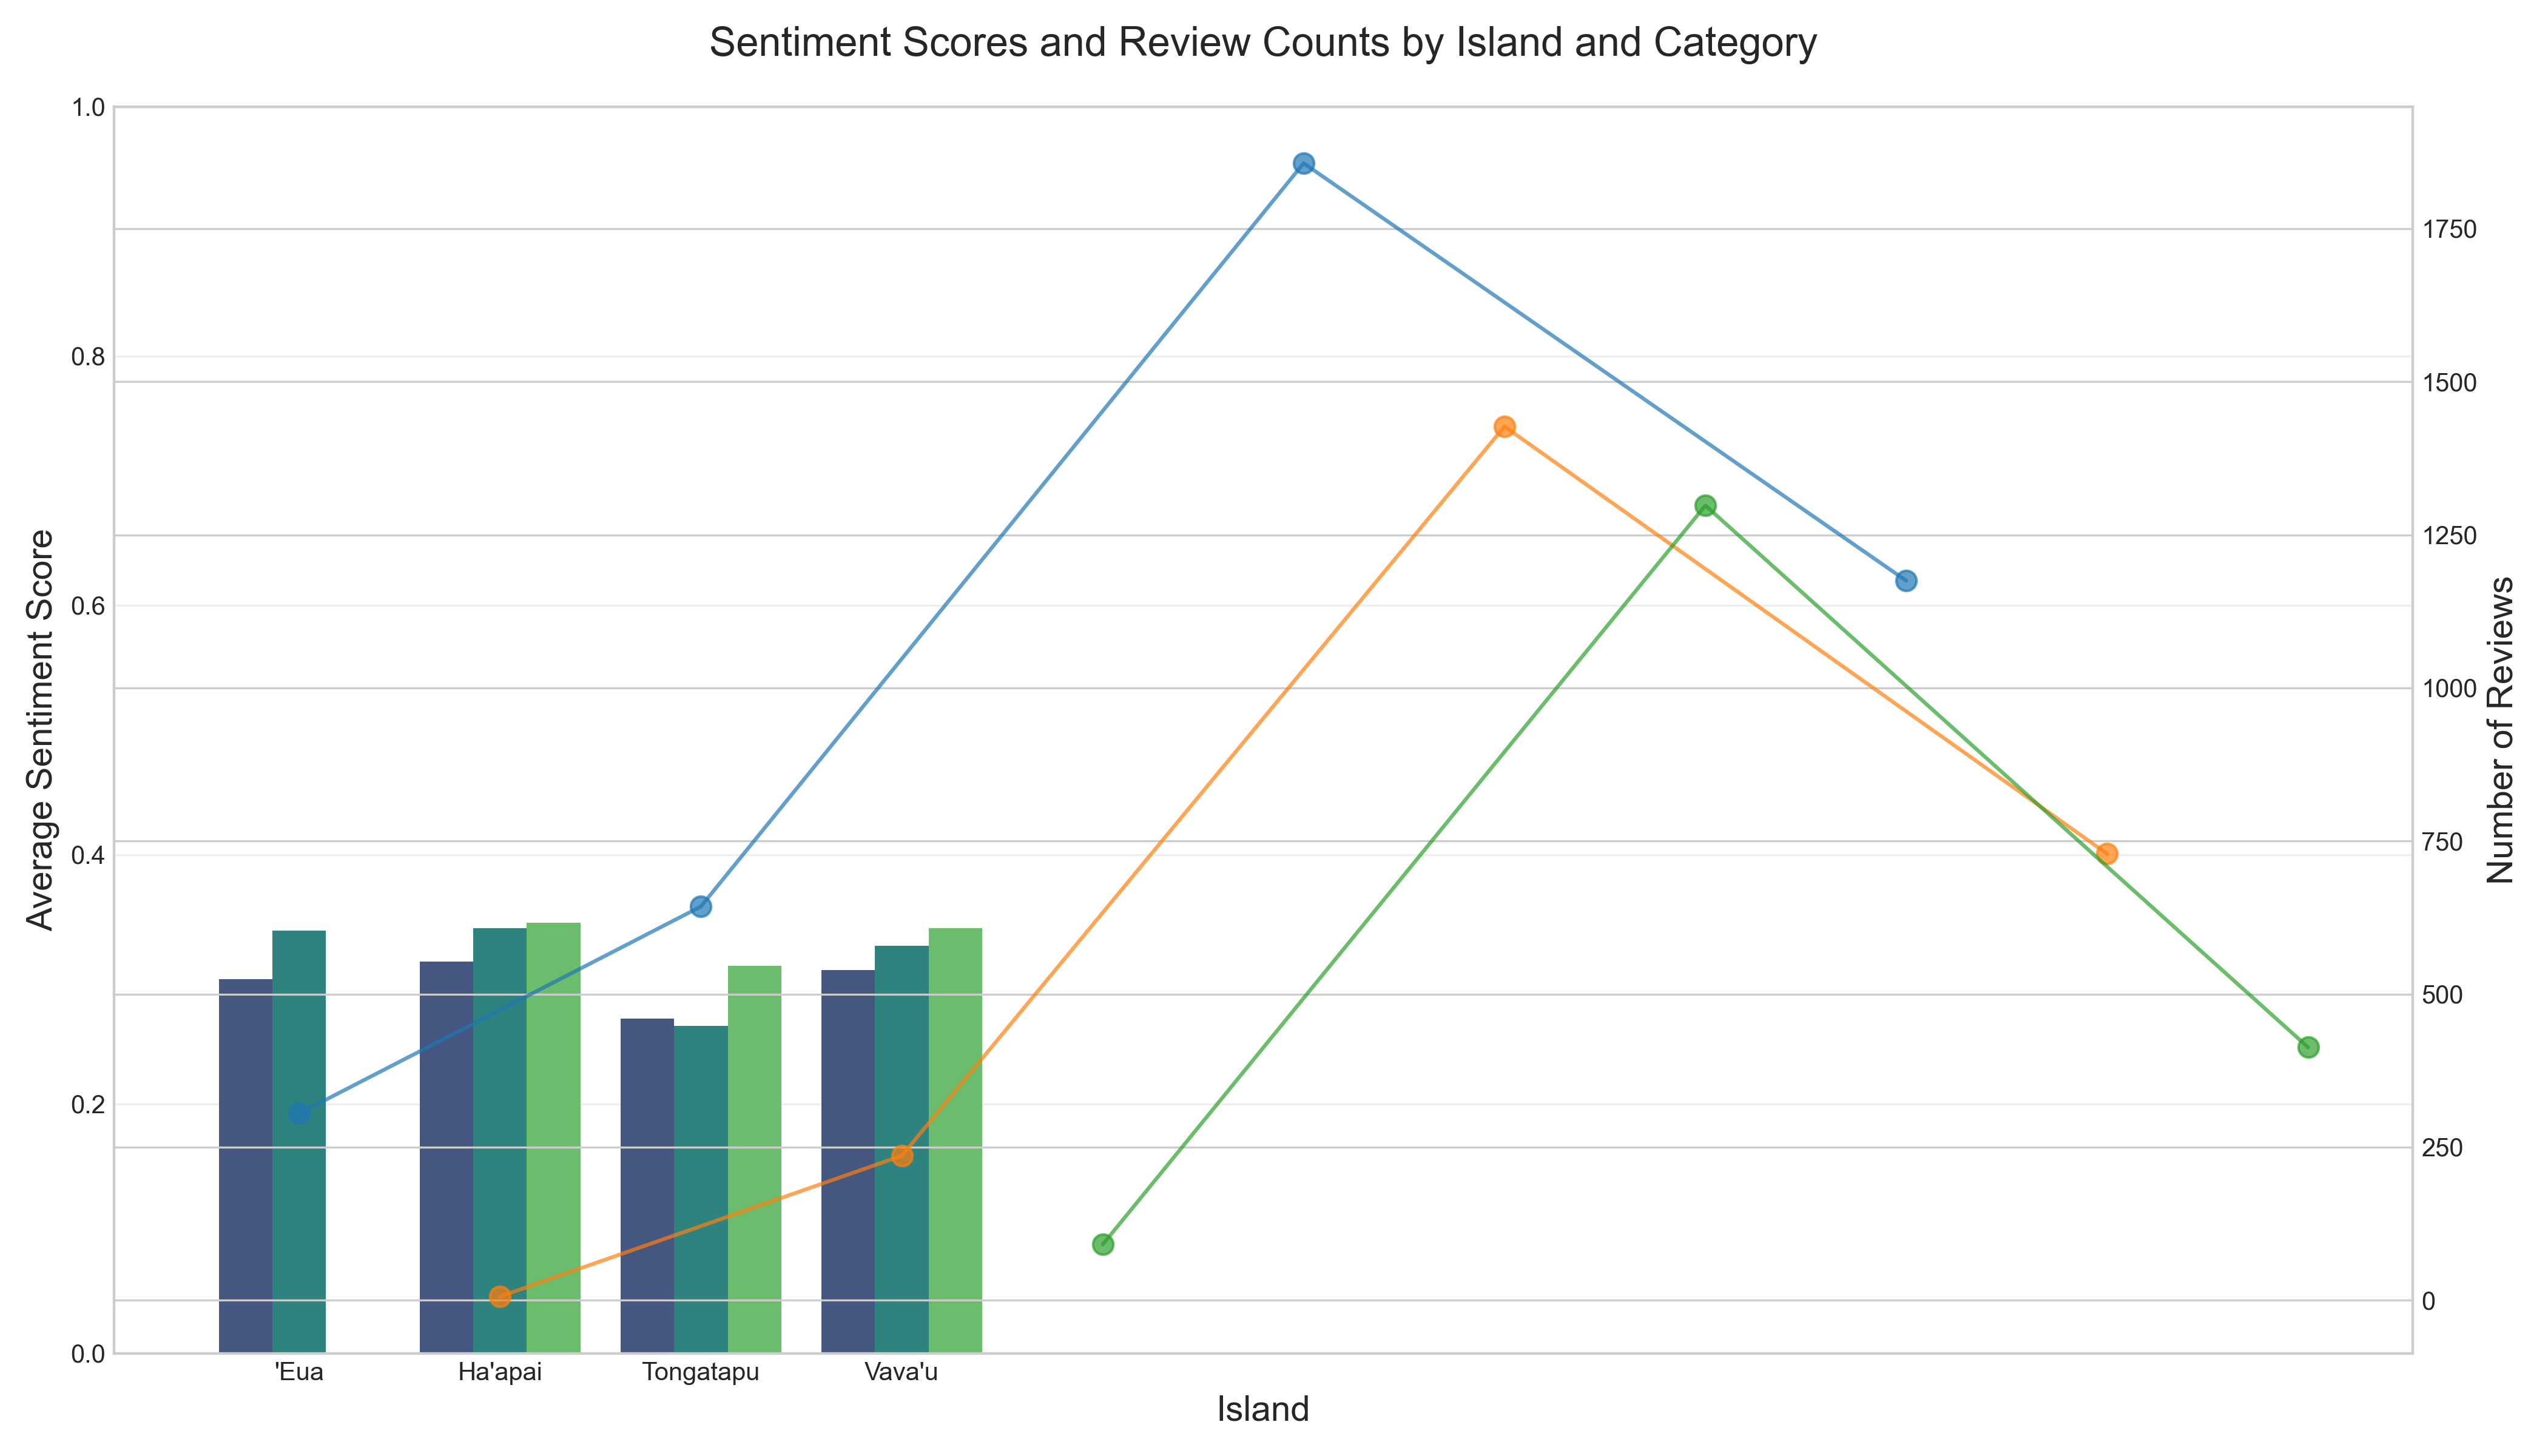 Sentiment Scores and Review Counts by Island and Category
Average Sentiment Score
1.0
0.8
0.6
0.4
0.2
0.0
1750
1500
1250
1000
750
500
250
0
Number of Reviews
'Eua
Ha'apai
Tongatapu
Vava'u
Island